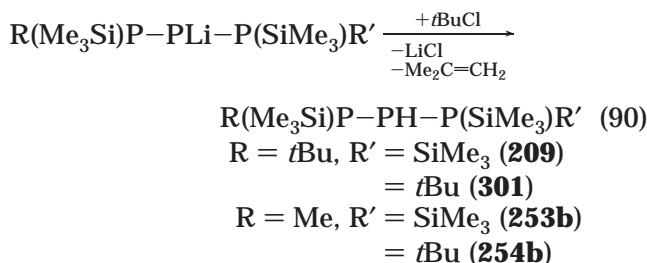 R(Me₃Si)P−PLi−P(SiMe₃)R′ +tBuCl
−LiCl
−Me₂C=CH₂
R(Me₃Si)P−PH−P(SiMe₃)R′ (90)
R = tBu, R′ = SiMe₃ (209)
= tBu (301)
R = Me, R′ = SiMe₃ (253b)
= tBu (254b)